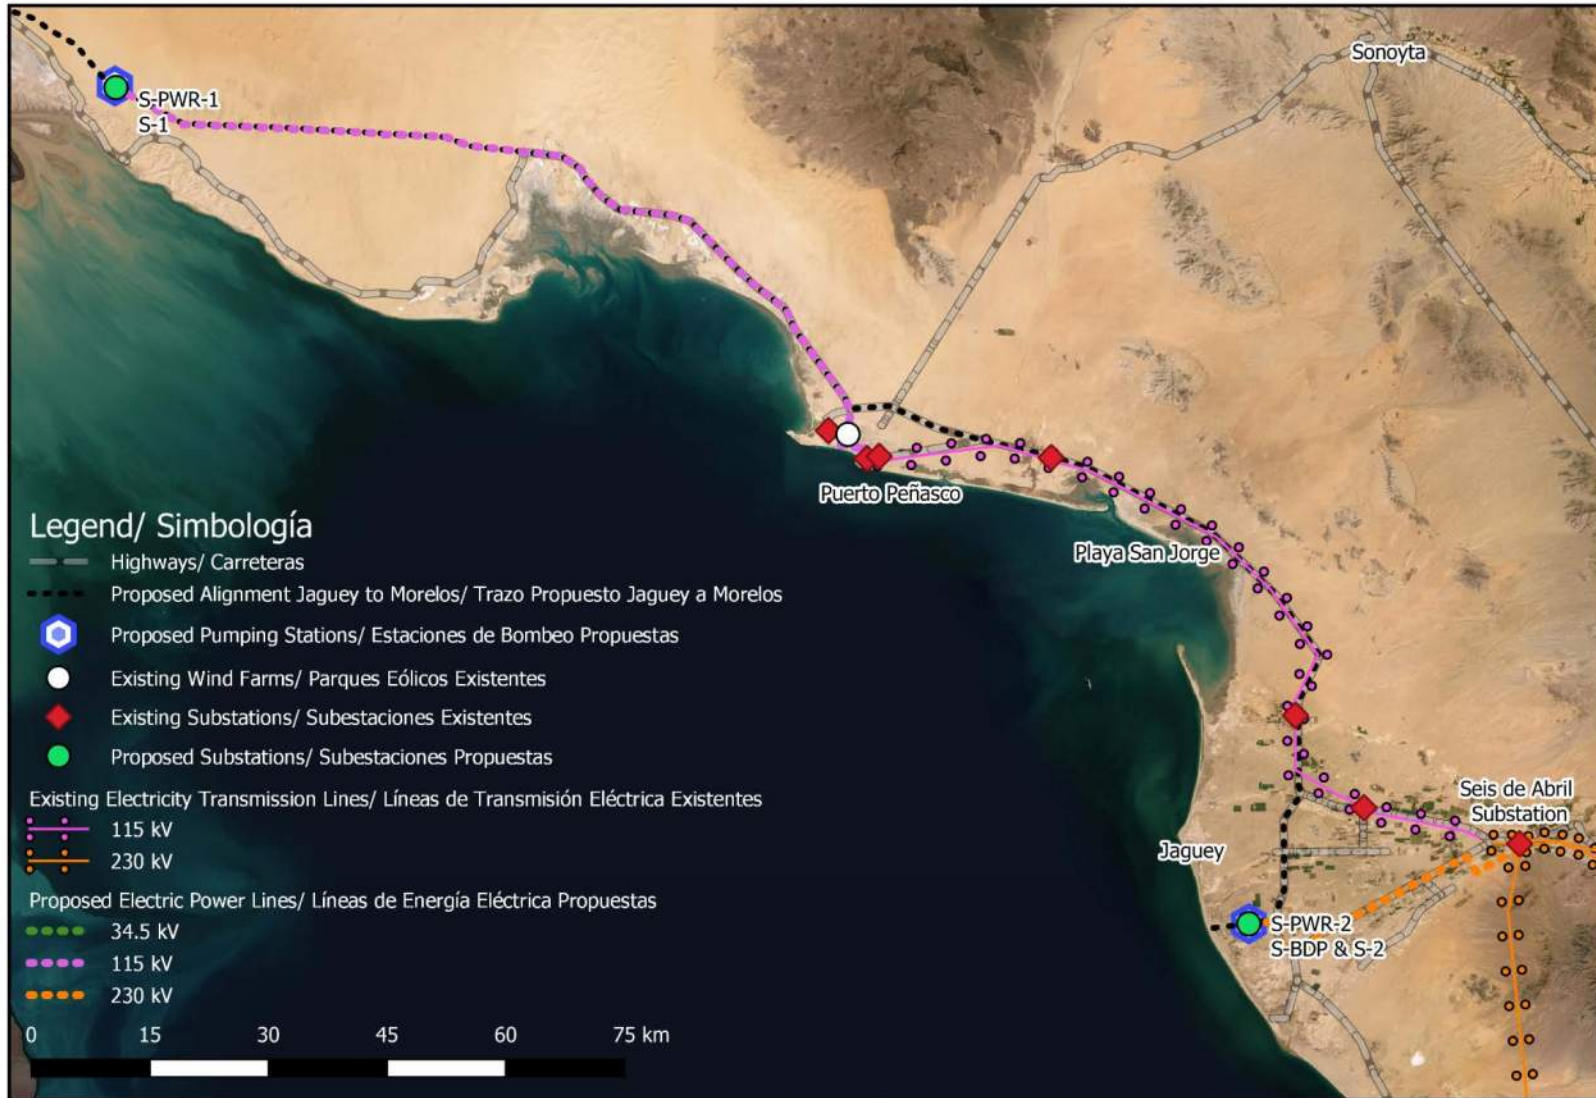 Sonoyta
S-PWR-1
S-1
Puerto Peñasco
Playa San Jorge
Legend/ Simbología
Highways/ Carreteras
Proposed Alignment Jaguey to Morelos/ Trazo Propuesto Jaguey a Morelos
Proposed Pumping Stations/ Estaciones de Bombeo Propuestas
Existing Wind Farms/ Parques Eólicos Existentes
Existing Substations/ Subestaciones Existentes
Proposed Substations/ Subestaciones Propuestas
Existing Electricity Transmission Lines/ Líneas de Transmisión Eléctrica Existentes
115 kV
230 kV
Proposed Electric Power Lines/ Líneas de Energía Eléctrica Propuestas
34.5 kV
115 kV
230 kV
0 15 30 45 60 75 km
Seis de Abril
Substation
Jaguey
S-PWR-2
S-BDP & S-2